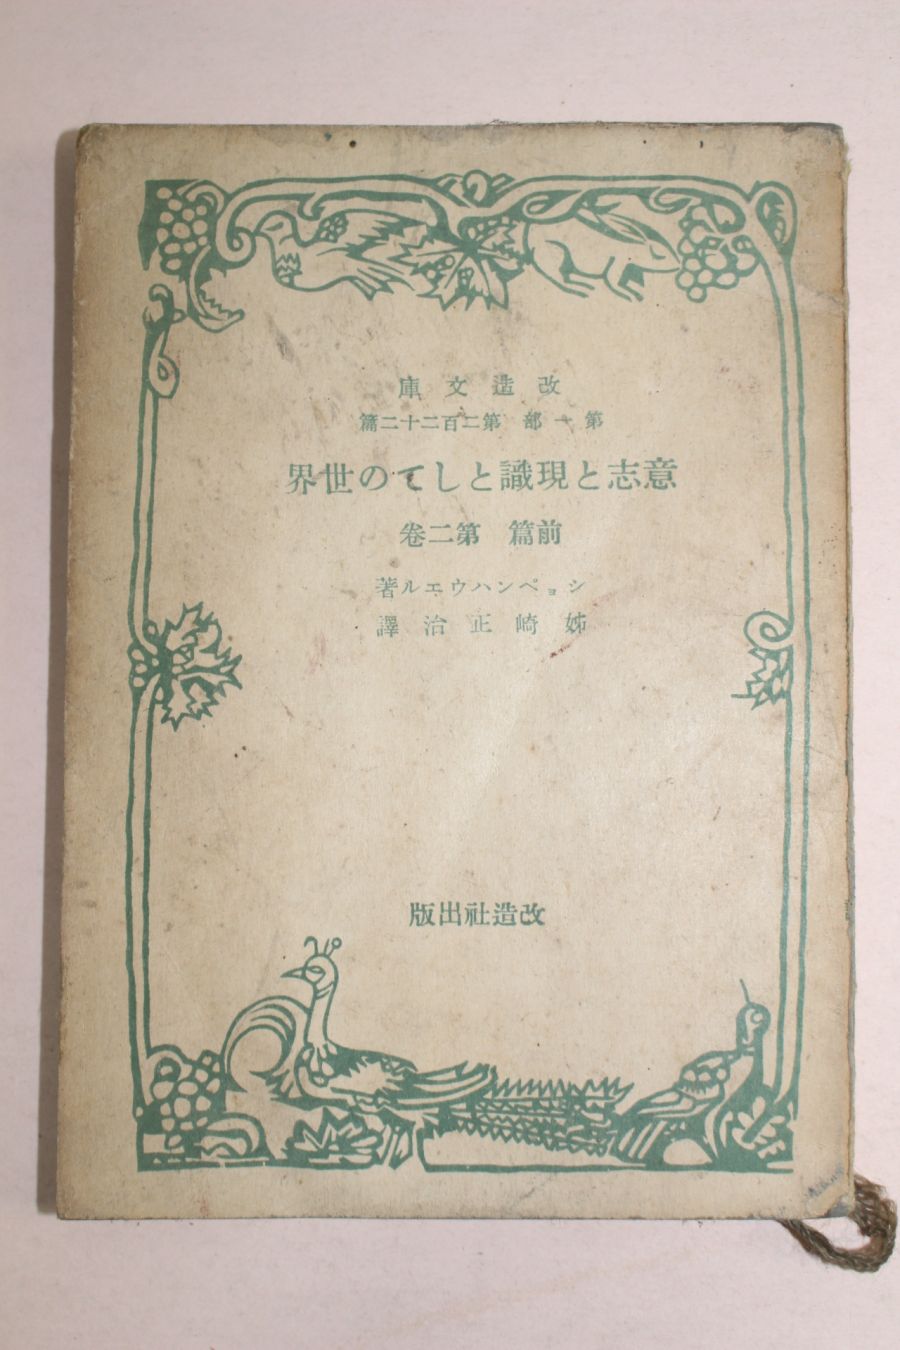 改造文庫
第一部 第二百二十二篇
意志と現識としての世界
前篇 第二卷
ショペンハウエル著
姊崎正治譯
改造社出版